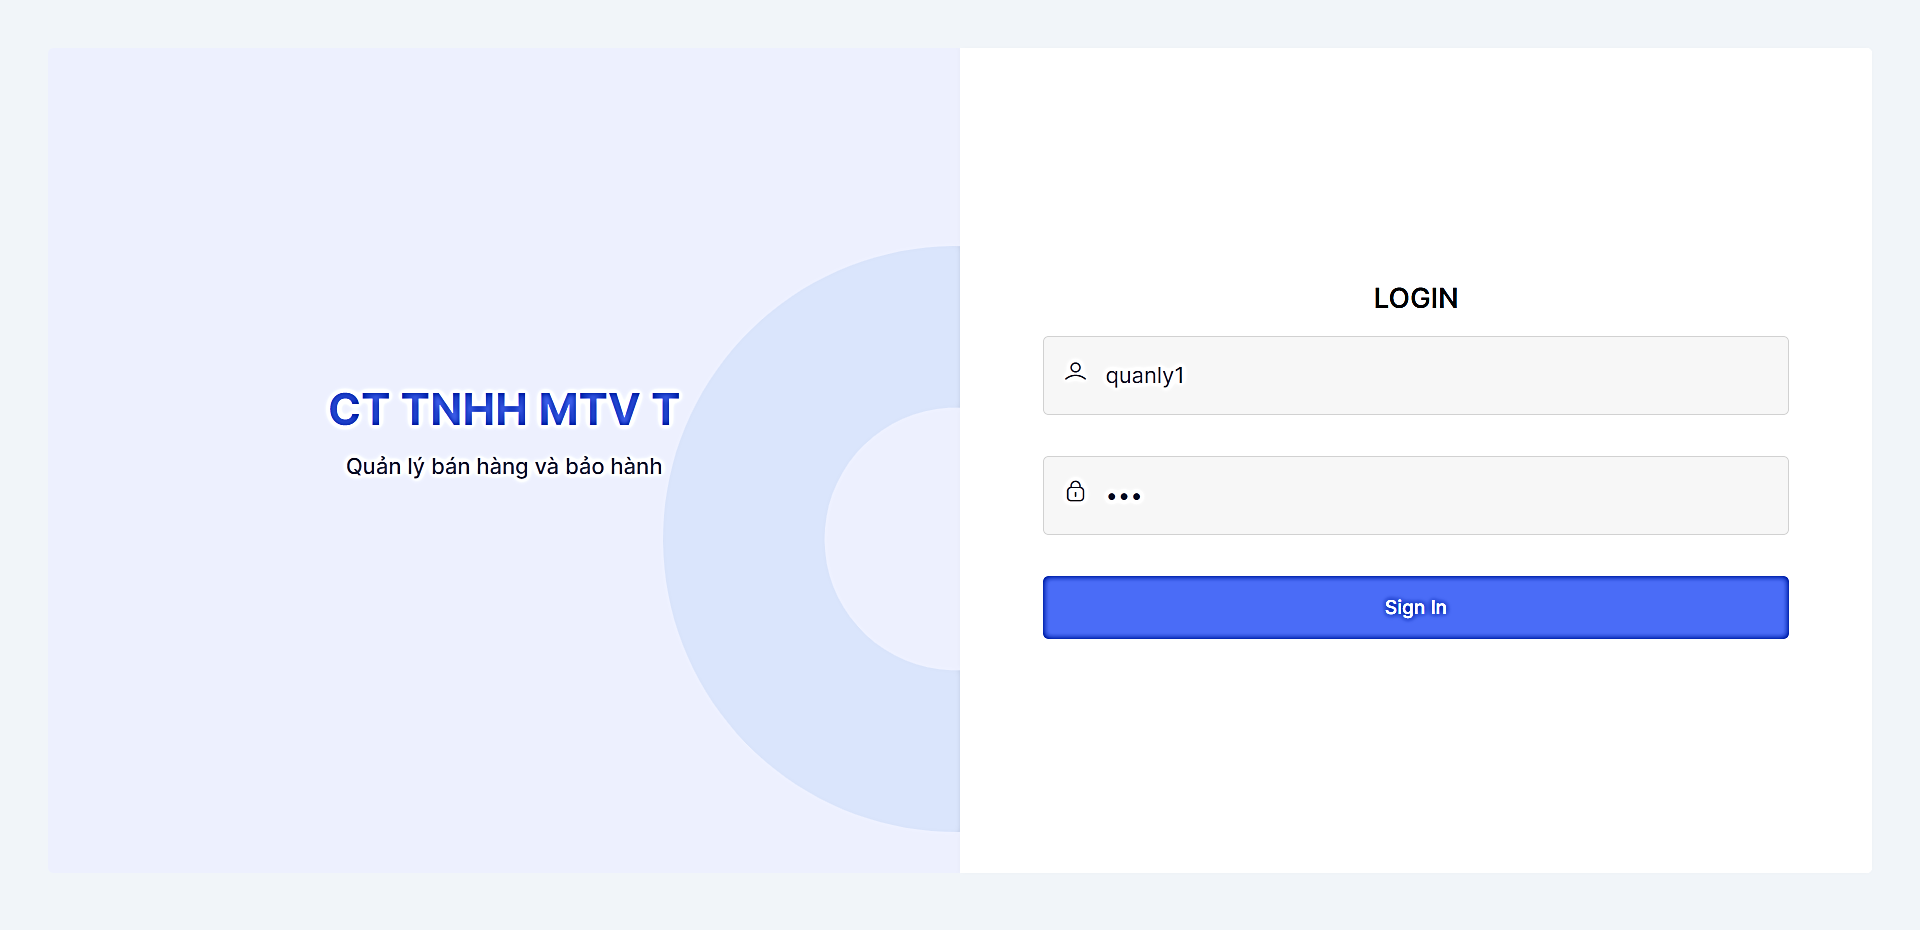 CT TNHH MTV T
Quản lý bán hàng và bảo hành
LOGIN
quanly1
•••
Sign In